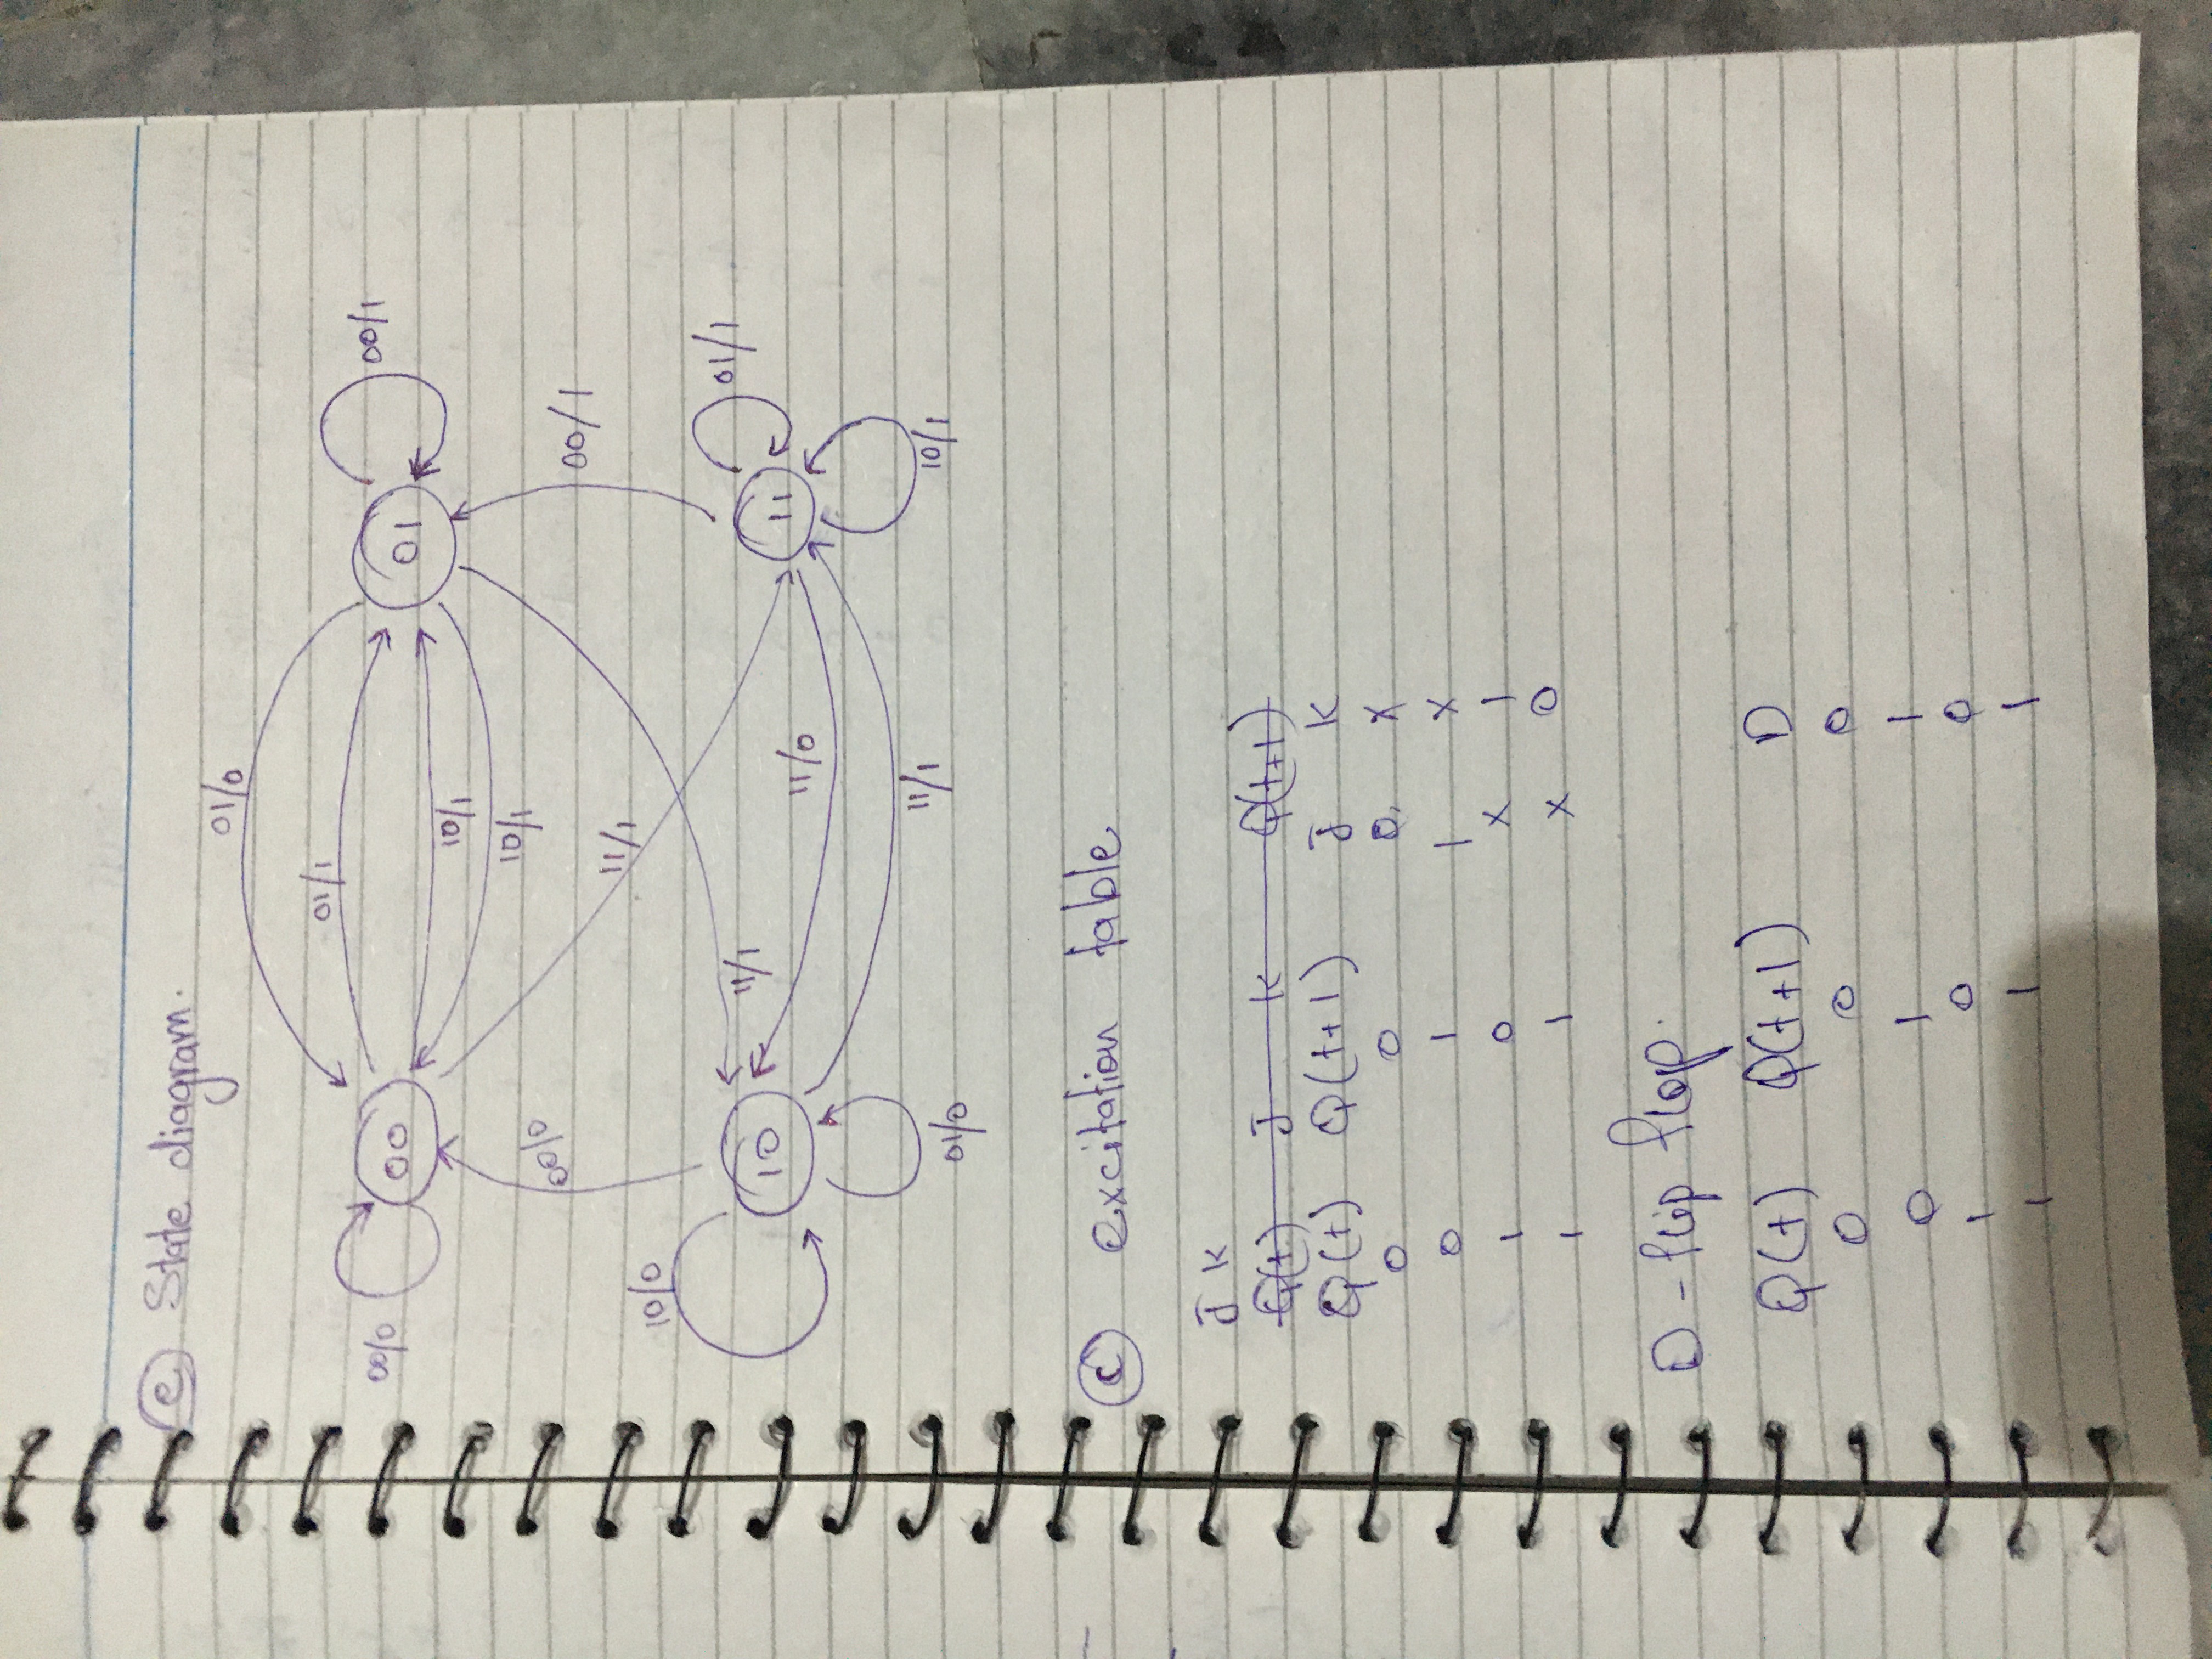 e State diagram.
01/0
01/1
00/0 00 01 00/1
10/1
10/1
00/0 00/1
11/1
10/0 01/1
11/1
10 11
11/0
11/1 10/1
01/0
c excitation table
J K
Q(t) J K Q(t+1)
Q(t) Q(t+1) J K
0 0 0 X
0 1 1 X
1 0 X 1
1 1 X 0
D-flip flop.
Q(t) Q(t+1) D
0 0 0
0 1 1
1 0 0
1 1 1